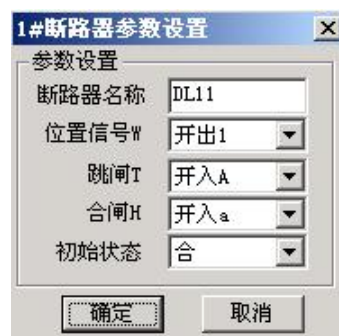 1#断路器参数设置
参数设置
断路器名称 DL11
位置信号W 开出1
跳闸T 开入A
合闸H 开入a
初始状态 合
确定 取消